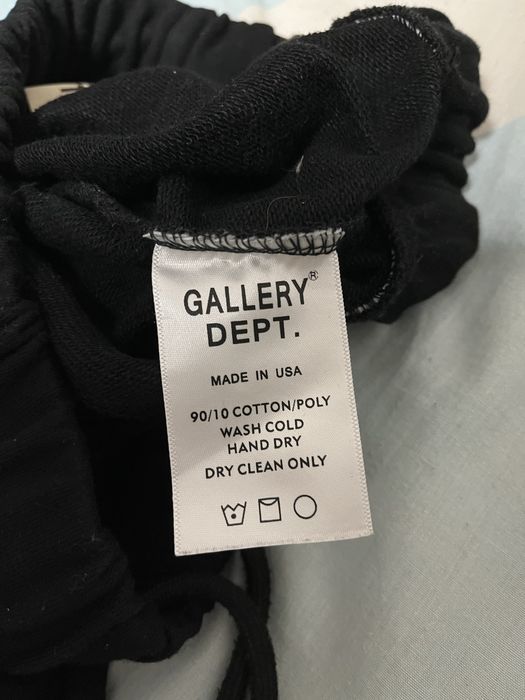 GALLERY®
DEPT.
MADE IN USA
90/10 COTTON/POLY
WASH COLD
HAND DRY
DRY CLEAN ONLY